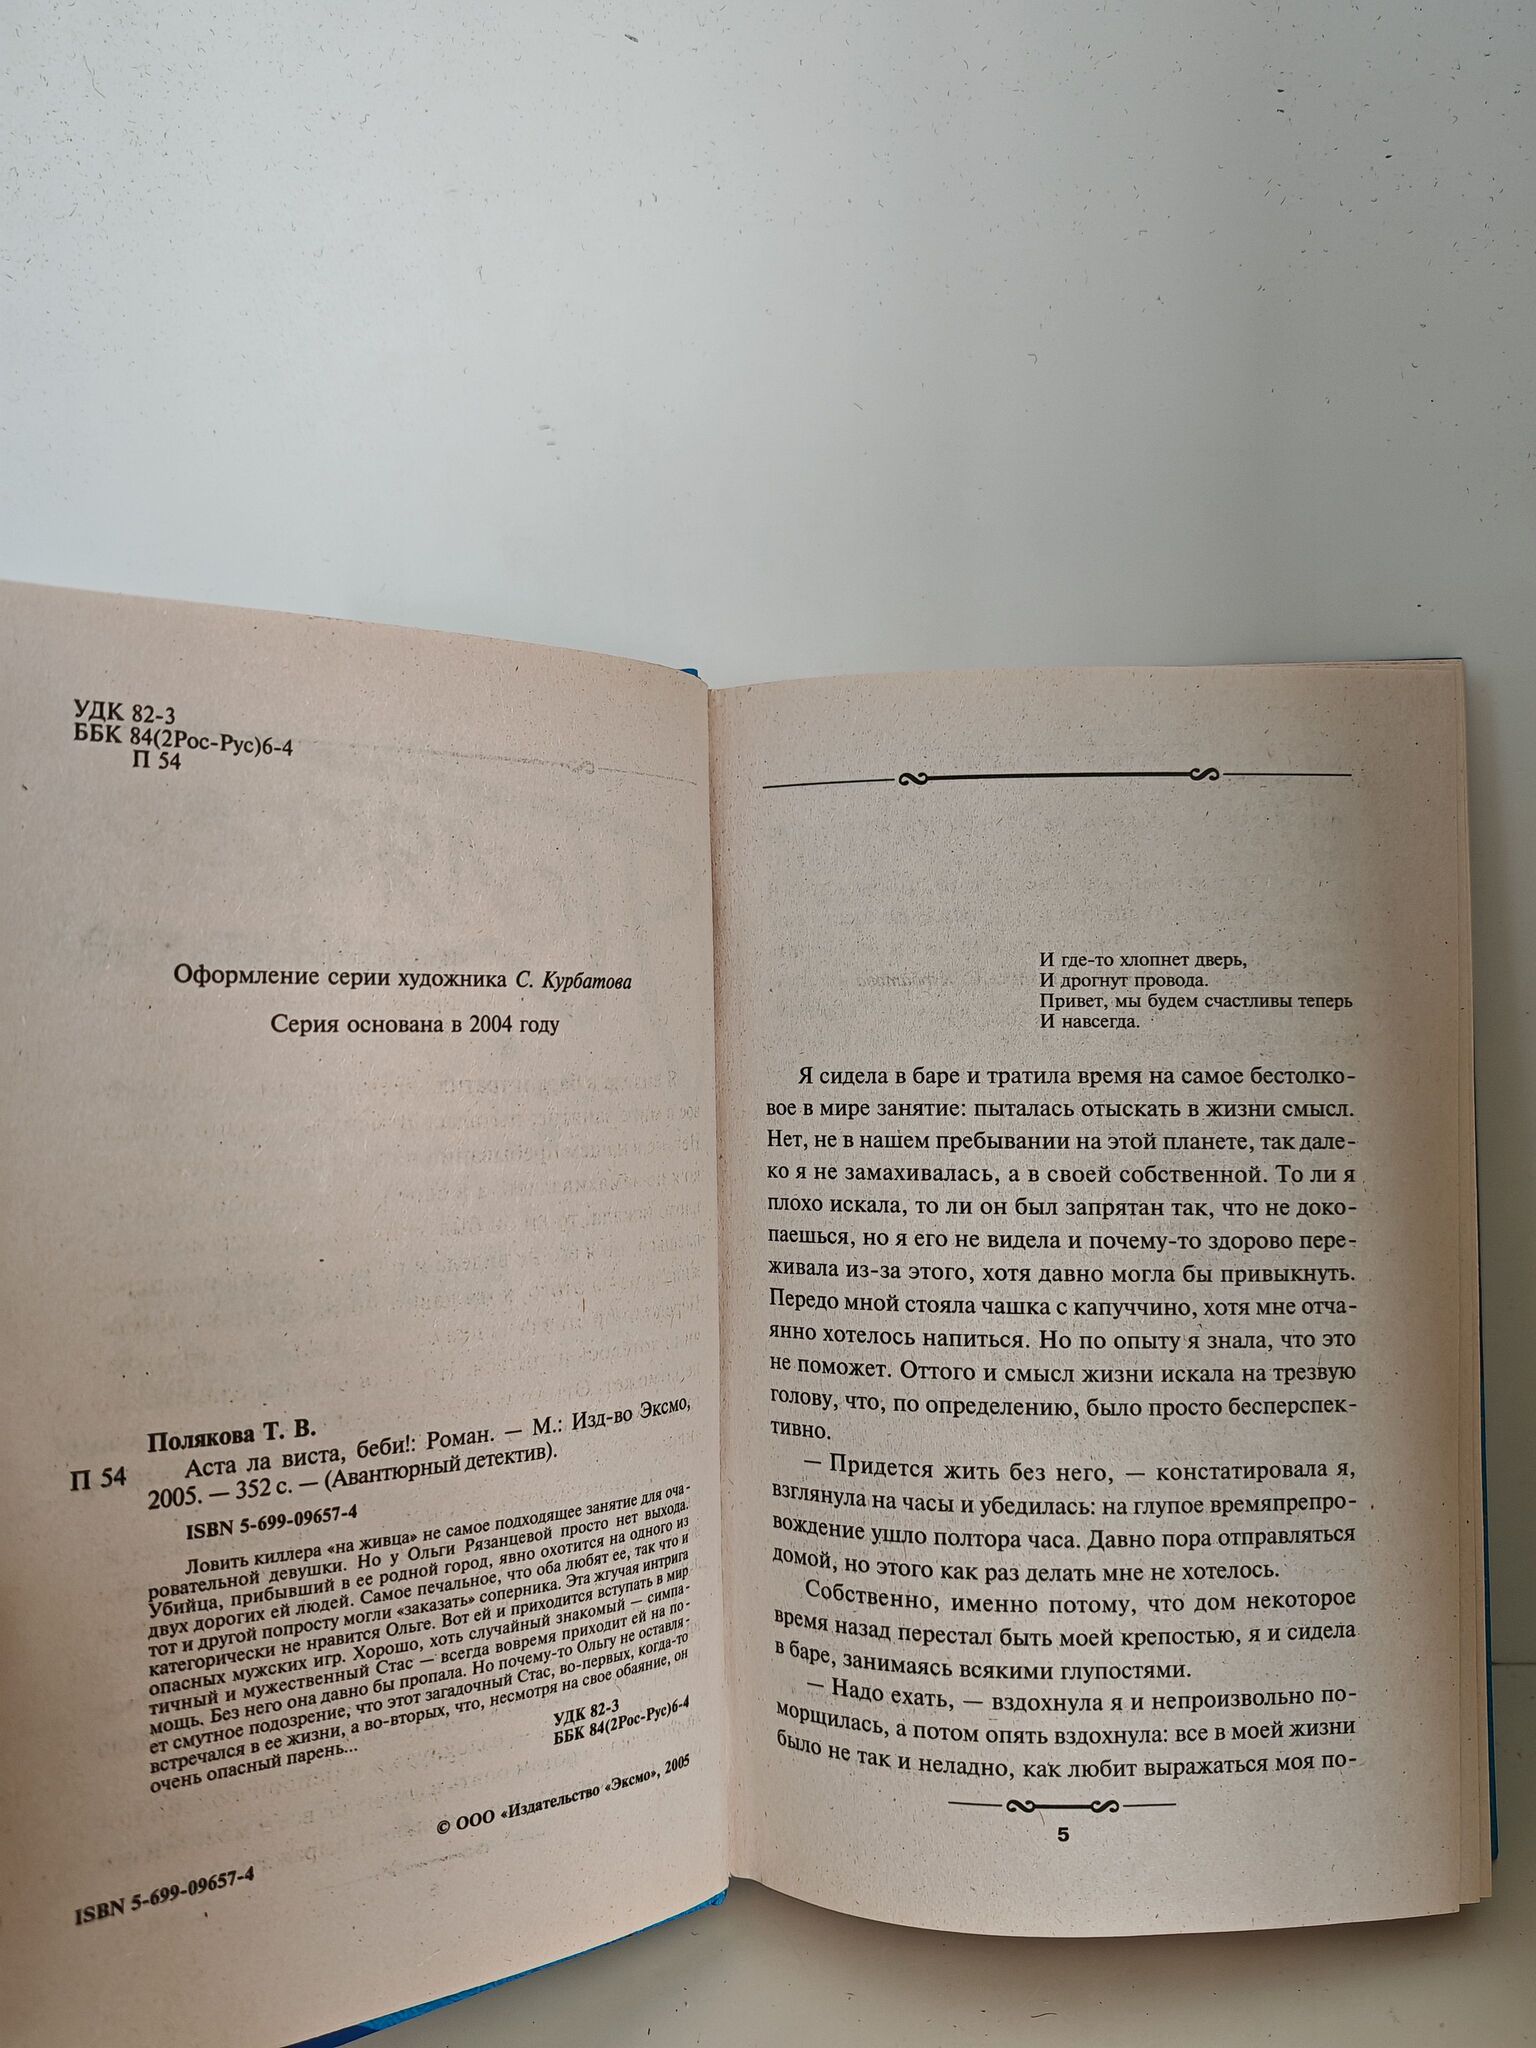 УДК 82-3
ББК 84(2Рос-Рус)6-4
П 54
Оформление серии художника С. Курбатова
Серия основана в 2004 году
Полякова Т. В.
П 54 Аста ла виста, беби!: Роман. — М.: Изд-во Эксмо,
2005. — 352 с. — (Авантюрный детектив).
ISBN 5-699-09657-4
Ловить киллера «на живца» не самое подходящее занятие для оча-
ровательной девушки. Но у Ольги Рязанцевой просто нет выхода.
Убийца, прибывший в ее родной город, явно охотится на одного из
двух дорогих ей людей. Самое печальное, что оба любят ее, так что и
тот и другой попросту могли «заказать» соперника. Эта жгучая интрига
категорически не нравится Ольге. Вот ей и приходится вступать в мир
опасных мужских игр. Хорошо, хоть случайный знакомый — симпа-
тичный и мужественный Стас — всегда вовремя приходит ей на по-
мощь. Без него она давно бы пропала. Но почему-то Ольгу не оставля-
ет смутное подозрение, что этот загадочный Стас, во-первых, когда-то
встречался в ее жизни, а во-вторых, что, несмотря на свое обаяние, он
очень опасный парень...
УДК 82-3
ББК 84(2Рос-Рус)6-4
© ООО «Издательство «Эксмо», 2005
ISBN 5-699-09657-4
И где-то хлопнет дверь,
И дрогнут провода.
Привет, мы будем счастливы теперь
И навсегда.
Я сидела в баре и тратила время на самое бестолко-
вое в мире занятие: пыталась отыскать в жизни смысл.
Нет, не в нашем пребывании на этой планете, так дале-
ко я не замахивалась, а в своей собственной. То ли я
плохо искала, то ли он был запрятан так, что не доко-
паешься, но я его не видела и почему-то здорово пере-
живала из-за этого, хотя давно могла бы привыкнуть.
Передо мной стояла чашка с капуччино, хотя мне отча-
янно хотелось напиться. Но по опыту я знала, что это
не поможет. Оттого и смысл жизни искала на трезвую
голову, что, по определению, было просто бесперспек-
тивно.
— Придется жить без него, — констатировала я,
взглянула на часы и убедилась: на глупое времяпрепро-
вождение ушло полтора часа. Давно пора отправляться
домой, но этого как раз делать мне не хотелось.
Собственно, именно потому, что дом некоторое
время назад перестал быть моей крепостью, я и сидела
в баре, занимаясь всякими глупостями.
— Надо ехать, — вздохнула я и непроизвольно по-
морщилась, а потом опять вздохнула: все в моей жизни
было не так и неладно, как любит выражаться моя по-
5